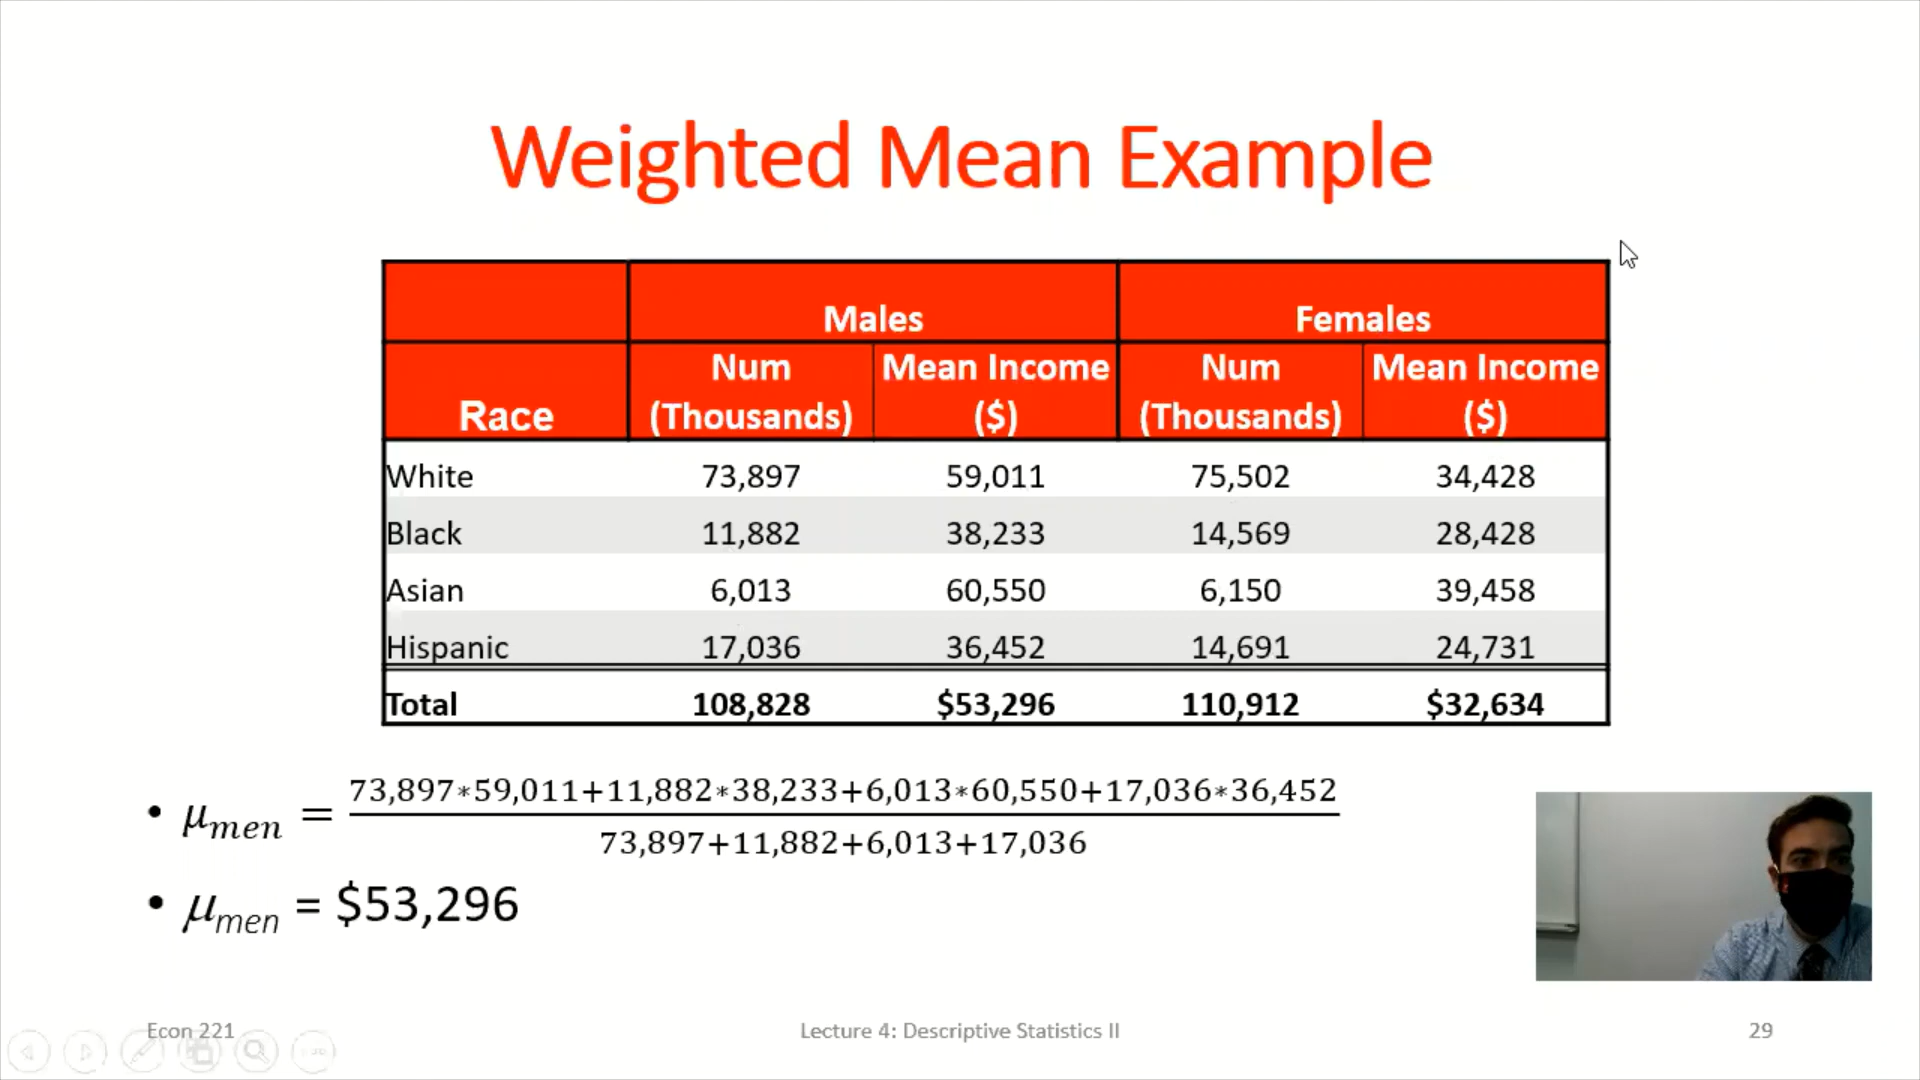 Weighted Mean Example
Males Females
Race Num (Thousands) Mean Income ($) Num (Thousands) Mean Income ($)
White 73,897 59,011 75,502 34,428
Black 11,882 38,233 14,569 28,428
Asian 6,013 60,550 6,150 39,458
Hispanic 17,036 36,452 14,691 24,731
Total 108,828 $53,296 110,912 $32,634
• μmen = 73,897∗59,011+11,882∗38,233+6,013∗60,550+17,036∗36,452
73,897+11,882+6,013+17,036
• μmen = $53,296
Econ 221 Lecture 4: Descriptive Statistics II 29